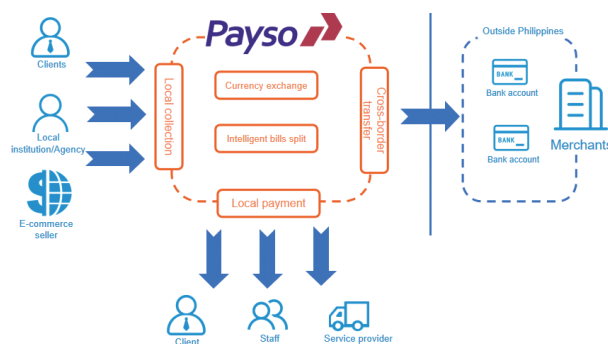 Payso
Outside Philippines
Clients
Local collection
Currency exchange
Cross-border
transfer
BANK
Bank account
Local
institution/Agency
Intelligent bills split
BANK
Bank account
Merchants
E-commerce
seller
Local payment
Client
Staff
Service provider